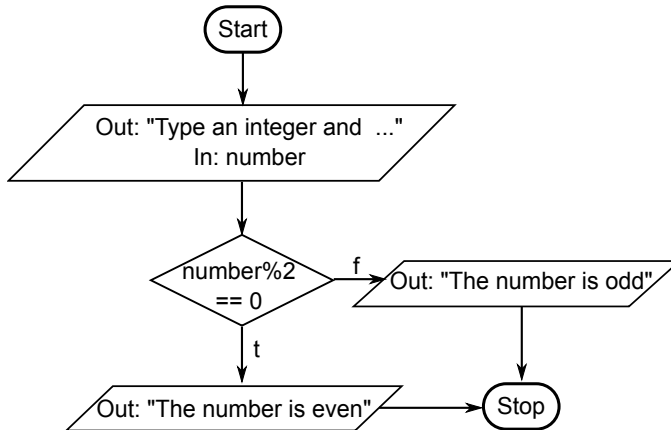 Start
Out: "Type an integer and ..."
In: number
number%2
== 0
f
Out: "The number is odd"
t
Out: "The number is even"
Stop